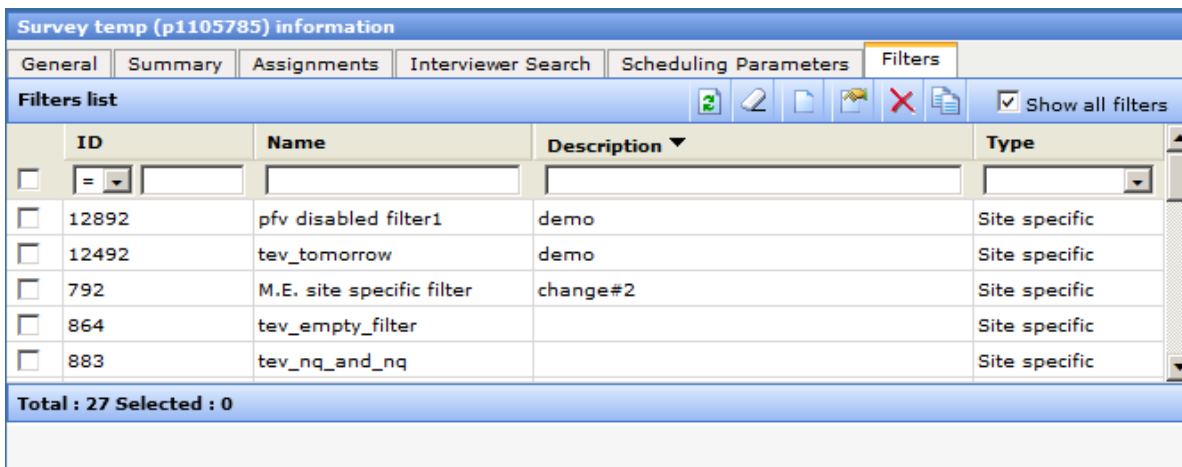 Survey temp (p1105785) information
General Summary Assignments Interviewer Search Scheduling Parameters Filters
Filters list Show all filters
ID Name Description Type
=
12892 pfv disabled filter1 demo Site specific
12492 tev_tomorrow demo Site specific
792 M.E. site specific filter change#2 Site specific
864 tev_empty_filter Site specific
883 tev_nq_and_nq Site specific
Total : 27 Selected : 0